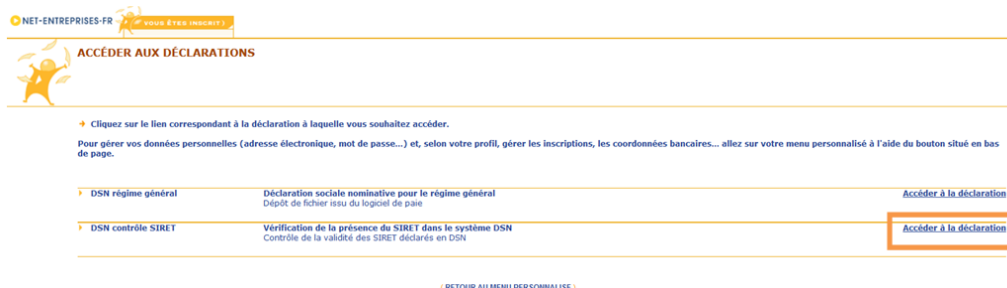 NET-ENTREPRISES-FR VOUS ÊTES INSCRIT ?
ACCÉDER AUX DÉCLARATIONS
Cliquez sur le lien correspondant à la déclaration à laquelle vous souhaitez accéder.
Pour gérer vos données personnelles (adresse électronique, mot de passe...) et, selon votre profil, gérer les inscriptions, les coordonnées bancaires... allez sur votre menu personnalisé à l'aide du bouton situé en bas
de page.
DSN régime général Déclaration sociale nominative pour le régime général Accéder à la déclaration
Dépôt de fichier issu du logiciel de paie
DSN contrôle SIRET Vérification de la présence du SIRET dans le système DSN Accéder à la déclaration
Contrôle de la validité des SIRET déclarés en DSN
( RETOUR AU MENU PERSONNALISE )